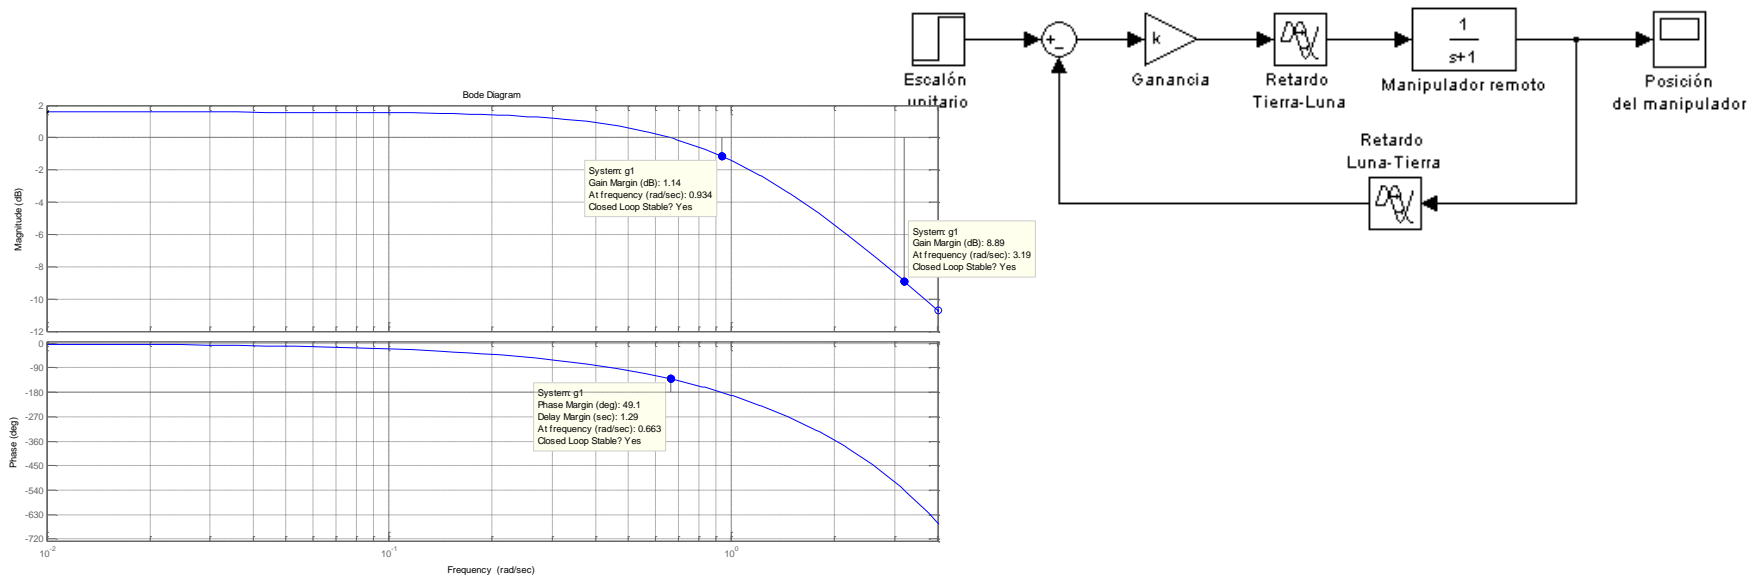 Escalón
unitario
+
−
k
Ganancia
Retardo
Tierra-Luna
1
s+1
Manipulador remoto
Posición
del manipulador
Retardo
Luna-Tierra
Bode Diagram
Magnitude (dB)
2
0
-2
-4
-6
-8
-10
-12
System: g1
Gain Margin (dB): 1.14
At frequency (rad/sec): 0.934
Closed Loop Stable? Yes
System: g1
Gain Margin (dB): 8.89
At frequency (rad/sec): 3.19
Closed Loop Stable? Yes
Phase (deg)
0
-90
-180
-270
-360
-450
-540
-630
-720
System: g1
Phase Margin (deg): 49.1
Delay Margin (sec): 1.29
At frequency (rad/sec): 0.663
Closed Loop Stable? Yes
10-2 10-1 100
Frequency (rad/sec)